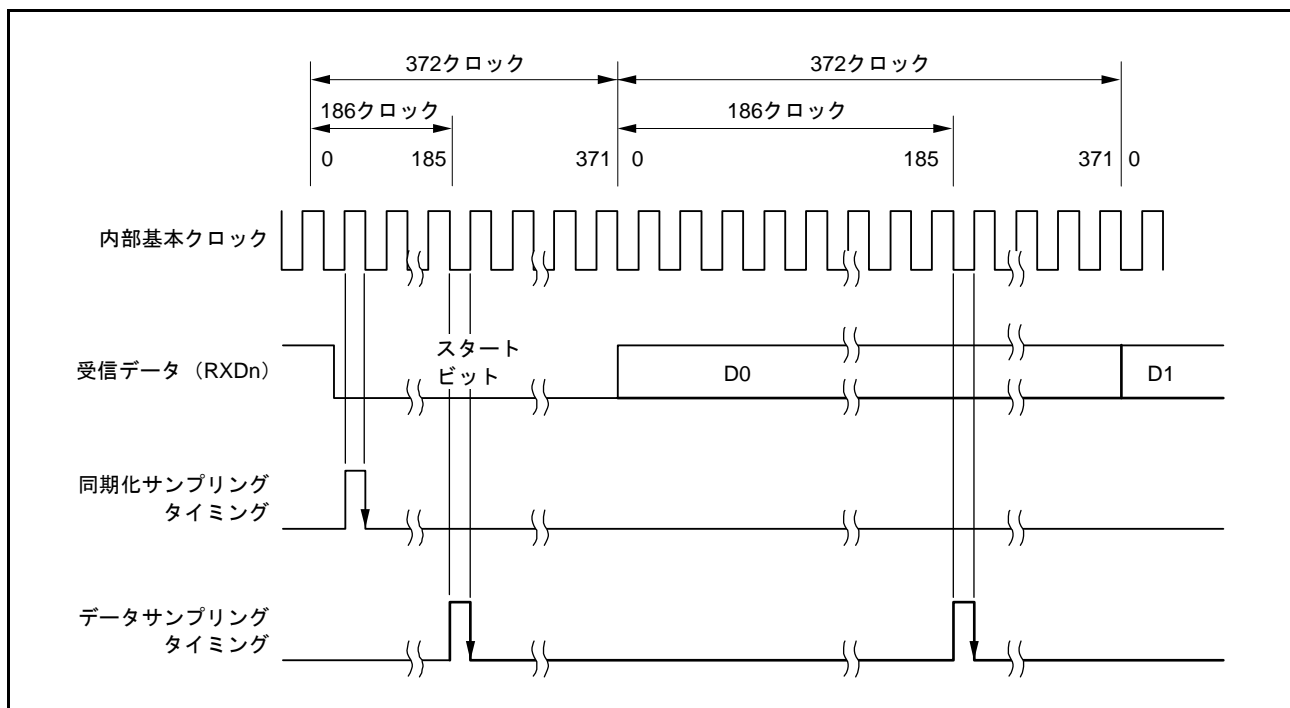 372クロック 372クロック
186クロック 186クロック
0 185 371 0 185 371 0
内部基本クロック
受信データ（RXDn）
スタート
ビット
D0 D1
同期化サンプリング
タイミング
データサンプリング
タイミング